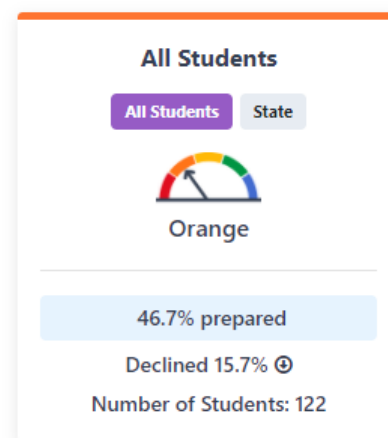 All Students
All Students State
Orange
46.7% prepared
Declined 15.7%
Number of Students: 122